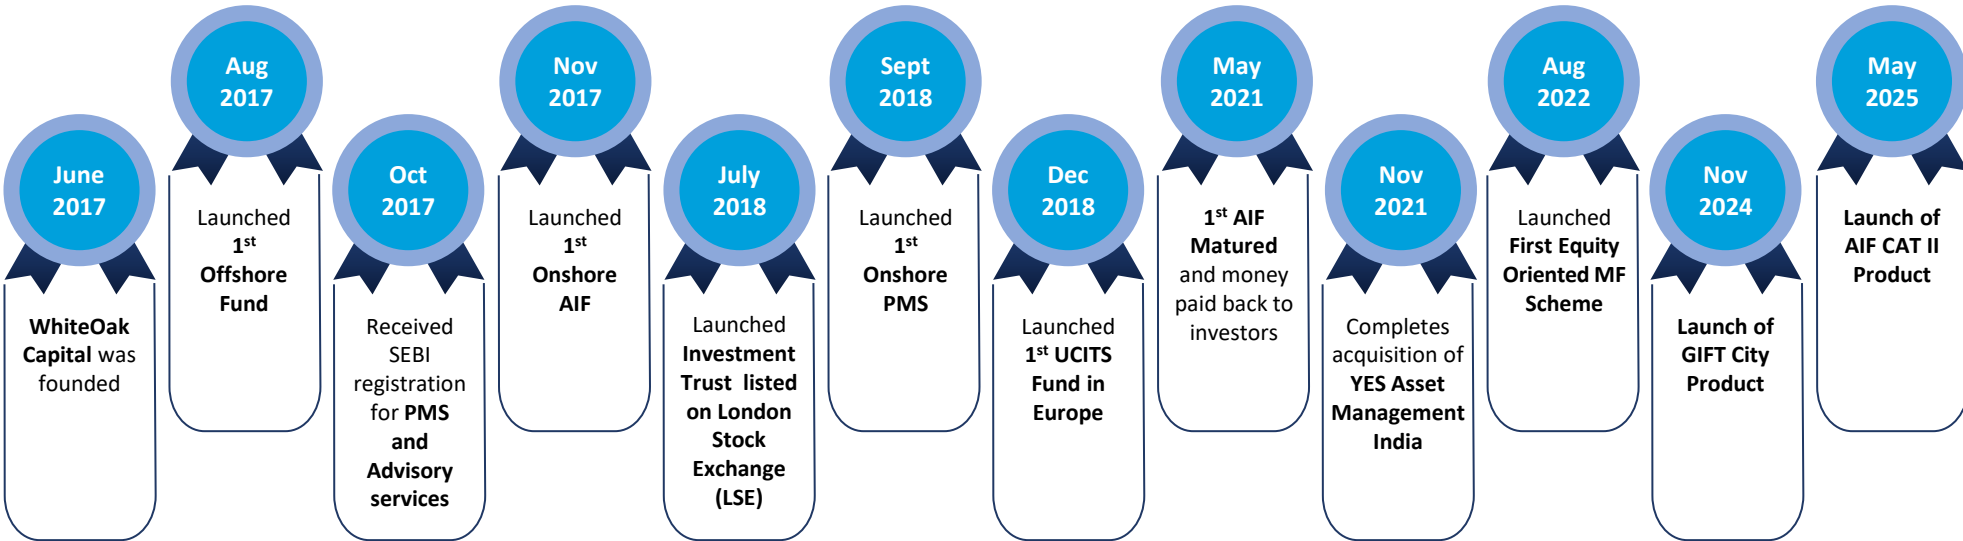 June
2017
WhiteOak
Capital was
founded
Aug
2017
Launched
1st
Offshore
Fund
Oct
2017
Received
SEBI
registration
for PMS
and
Advisory
services
Nov
2017
Launched
1st
Onshore
AIF
July
2018
Launched
Investment
Trust listed
on London
Stock
Exchange
(LSE)
Sept
2018
Launched
1st
Onshore
PMS
Dec
2018
Launched
1st UCITS
Fund in
Europe
May
2021
1st AIF
Matured
and money
paid back to
investors
Nov
2021
Completes
acquisition of
YES Asset
Management
India
Aug
2022
Launched
First Equity
Oriented MF
Scheme
Nov
2024
Launch of
GIFT City
Product
May
2025
Launch of
AIF CAT II
Product